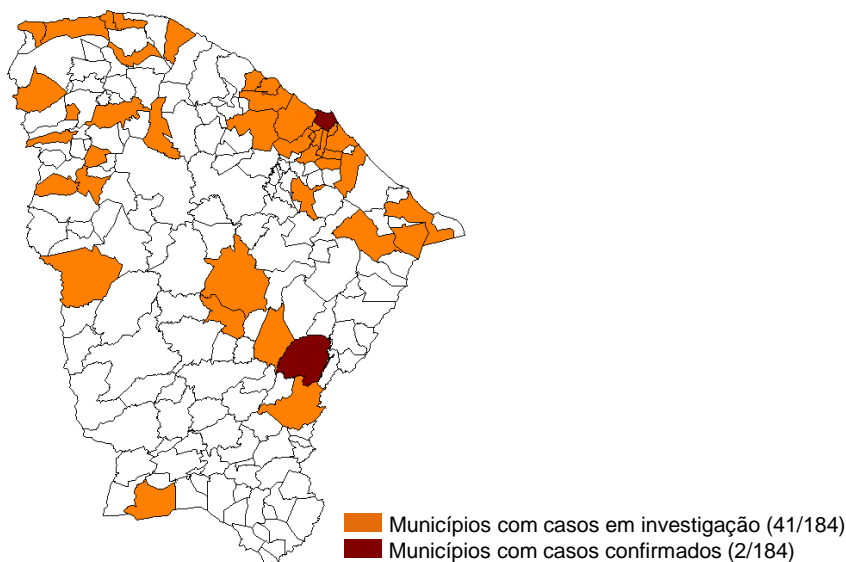 Municípios com casos em investigação (41/184)
Municípios com casos confirmados (2/184)